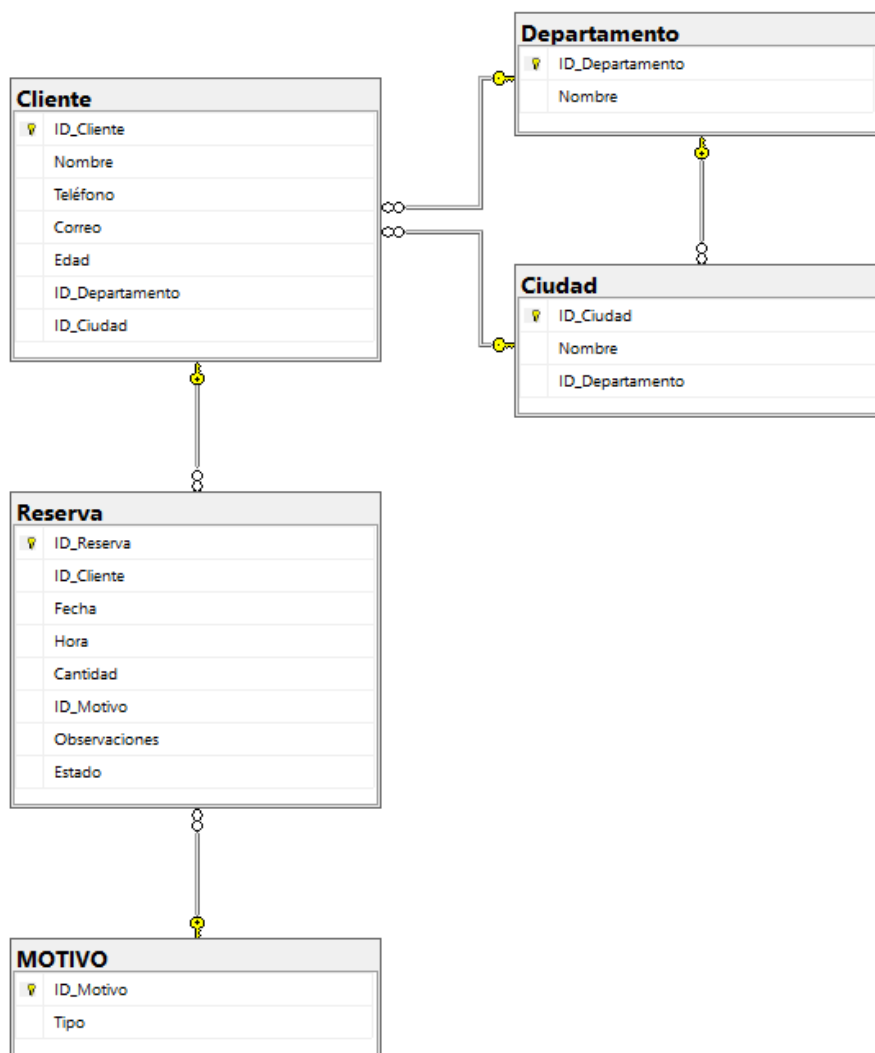 Departamento
ID_Departamento
Nombre
Cliente
ID_Cliente
Nombre
Teléfono
Correo
Edad
ID_Departamento
ID_Ciudad
Ciudad
ID_Ciudad
Nombre
ID_Departamento
Reserva
ID_Reserva
ID_Cliente
Fecha
Hora
Cantidad
ID_Motivo
Observaciones
Estado
MOTIVO
ID_Motivo
Tipo